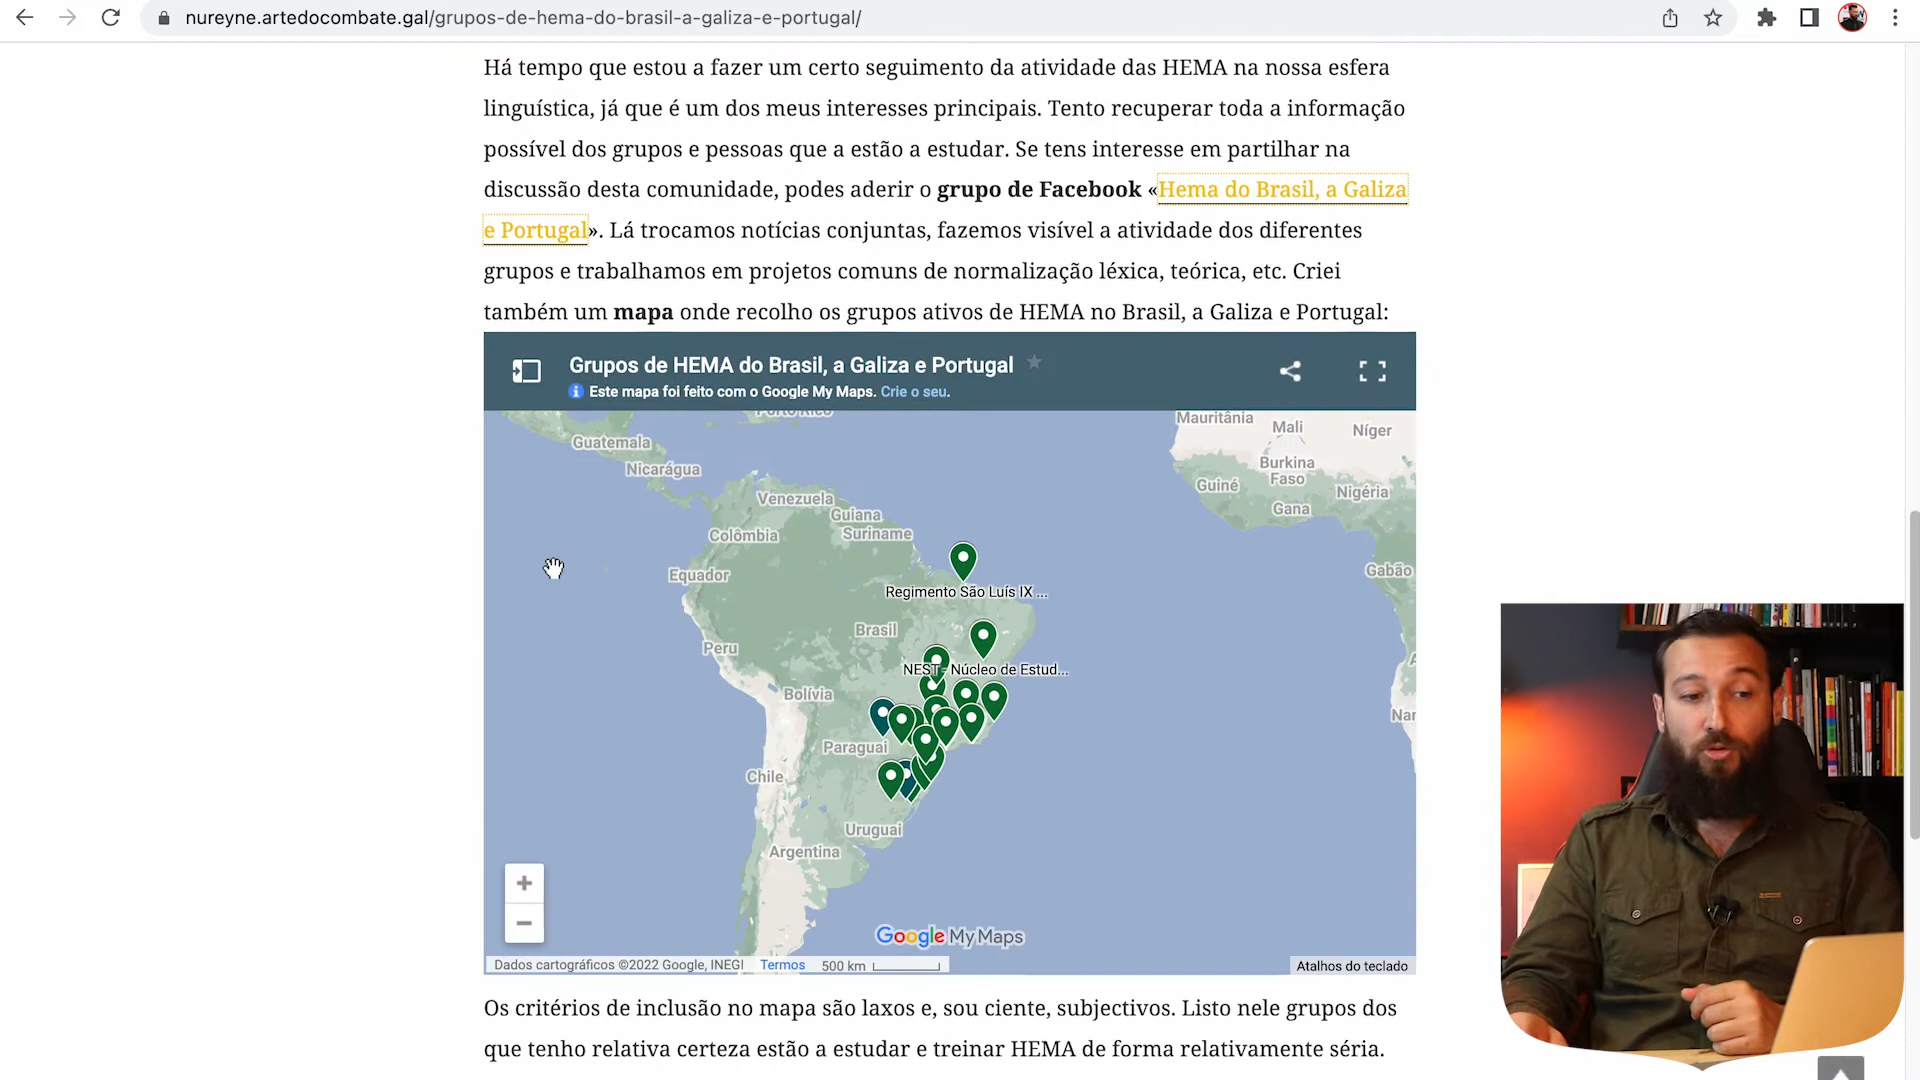 nureyne.artedocombate.gal/grupos-de-hema-do-brasil-a-galiza-e-portugal/
Há tempo que estou a fazer um certo seguimento da atividade das HEMA na nossa esfera
linguística, já que é um dos meus interesses principais. Tento recuperar toda a informação
possível dos grupos e pessoas que a estão a estudar. Se tens interesse em partilhar na
discussão desta comunidade, podes aderir o grupo de Facebook «Hema do Brasil, a Galiza
e Portugal». Lá trocamos notícias conjuntas, fazemos visível a atividade dos diferentes
grupos e trabalhamos em projetos comuns de normalização léxica, teórica, etc. Criei
também um mapa onde recolho os grupos ativos de HEMA no Brasil, a Galiza e Portugal:
Grupos de HEMA do Brasil, a Galiza e Portugal
Este mapa foi feito com o Google My Maps. Crie o seu.
Porto Rico
Mauritânia
Mali
Níger
Guatemala
Nicarágua
Burkina
Faso
Guiné
Nigéria
Venezuela
Guiana
Gana
Suriname
Colômbia
Equador
Gabão
Regimento São Luís IX ...
Brasil
Peru
NEST - Núcleo de Estud...
Bolívia
Nar
Paraguai
Chile
Uruguai
Argentina
Google My Maps
Dados cartográficos ©2022 Google, INEGI Termos 500 km
Atalhos do teclado
Os critérios de inclusão no mapa são laxos e, sou ciente, subjectivos. Listo nele grupos dos
que tenho relativa certeza estão a estudar e treinar HEMA de forma relativamente séria.